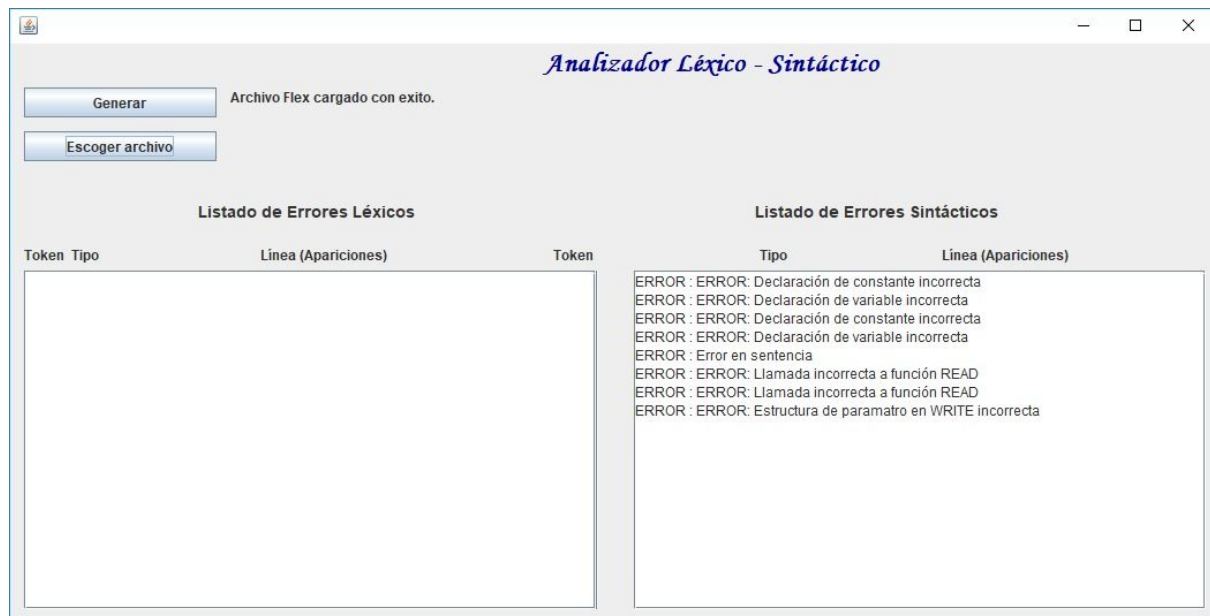 Analizador Léxico - Sintáctico
Generar
Archivo Flex cargado con exito.
Escoger archivo
Listado de Errores Léxicos
Listado de Errores Sintácticos
Token Tipo Línea (Apariciones) Token Tipo Línea (Apariciones)
ERROR : ERROR: Declaración de constante incorrecta
ERROR : ERROR: Declaración de variable incorrecta
ERROR : ERROR: Declaración de constante incorrecta
ERROR : ERROR: Declaración de variable incorrecta
ERROR : Error en sentencia
ERROR : ERROR: Llamada incorrecta a función READ
ERROR : ERROR: Llamada incorrecta a función READ
ERROR : ERROR: Estructura de paramatro en WRITE incorrecta